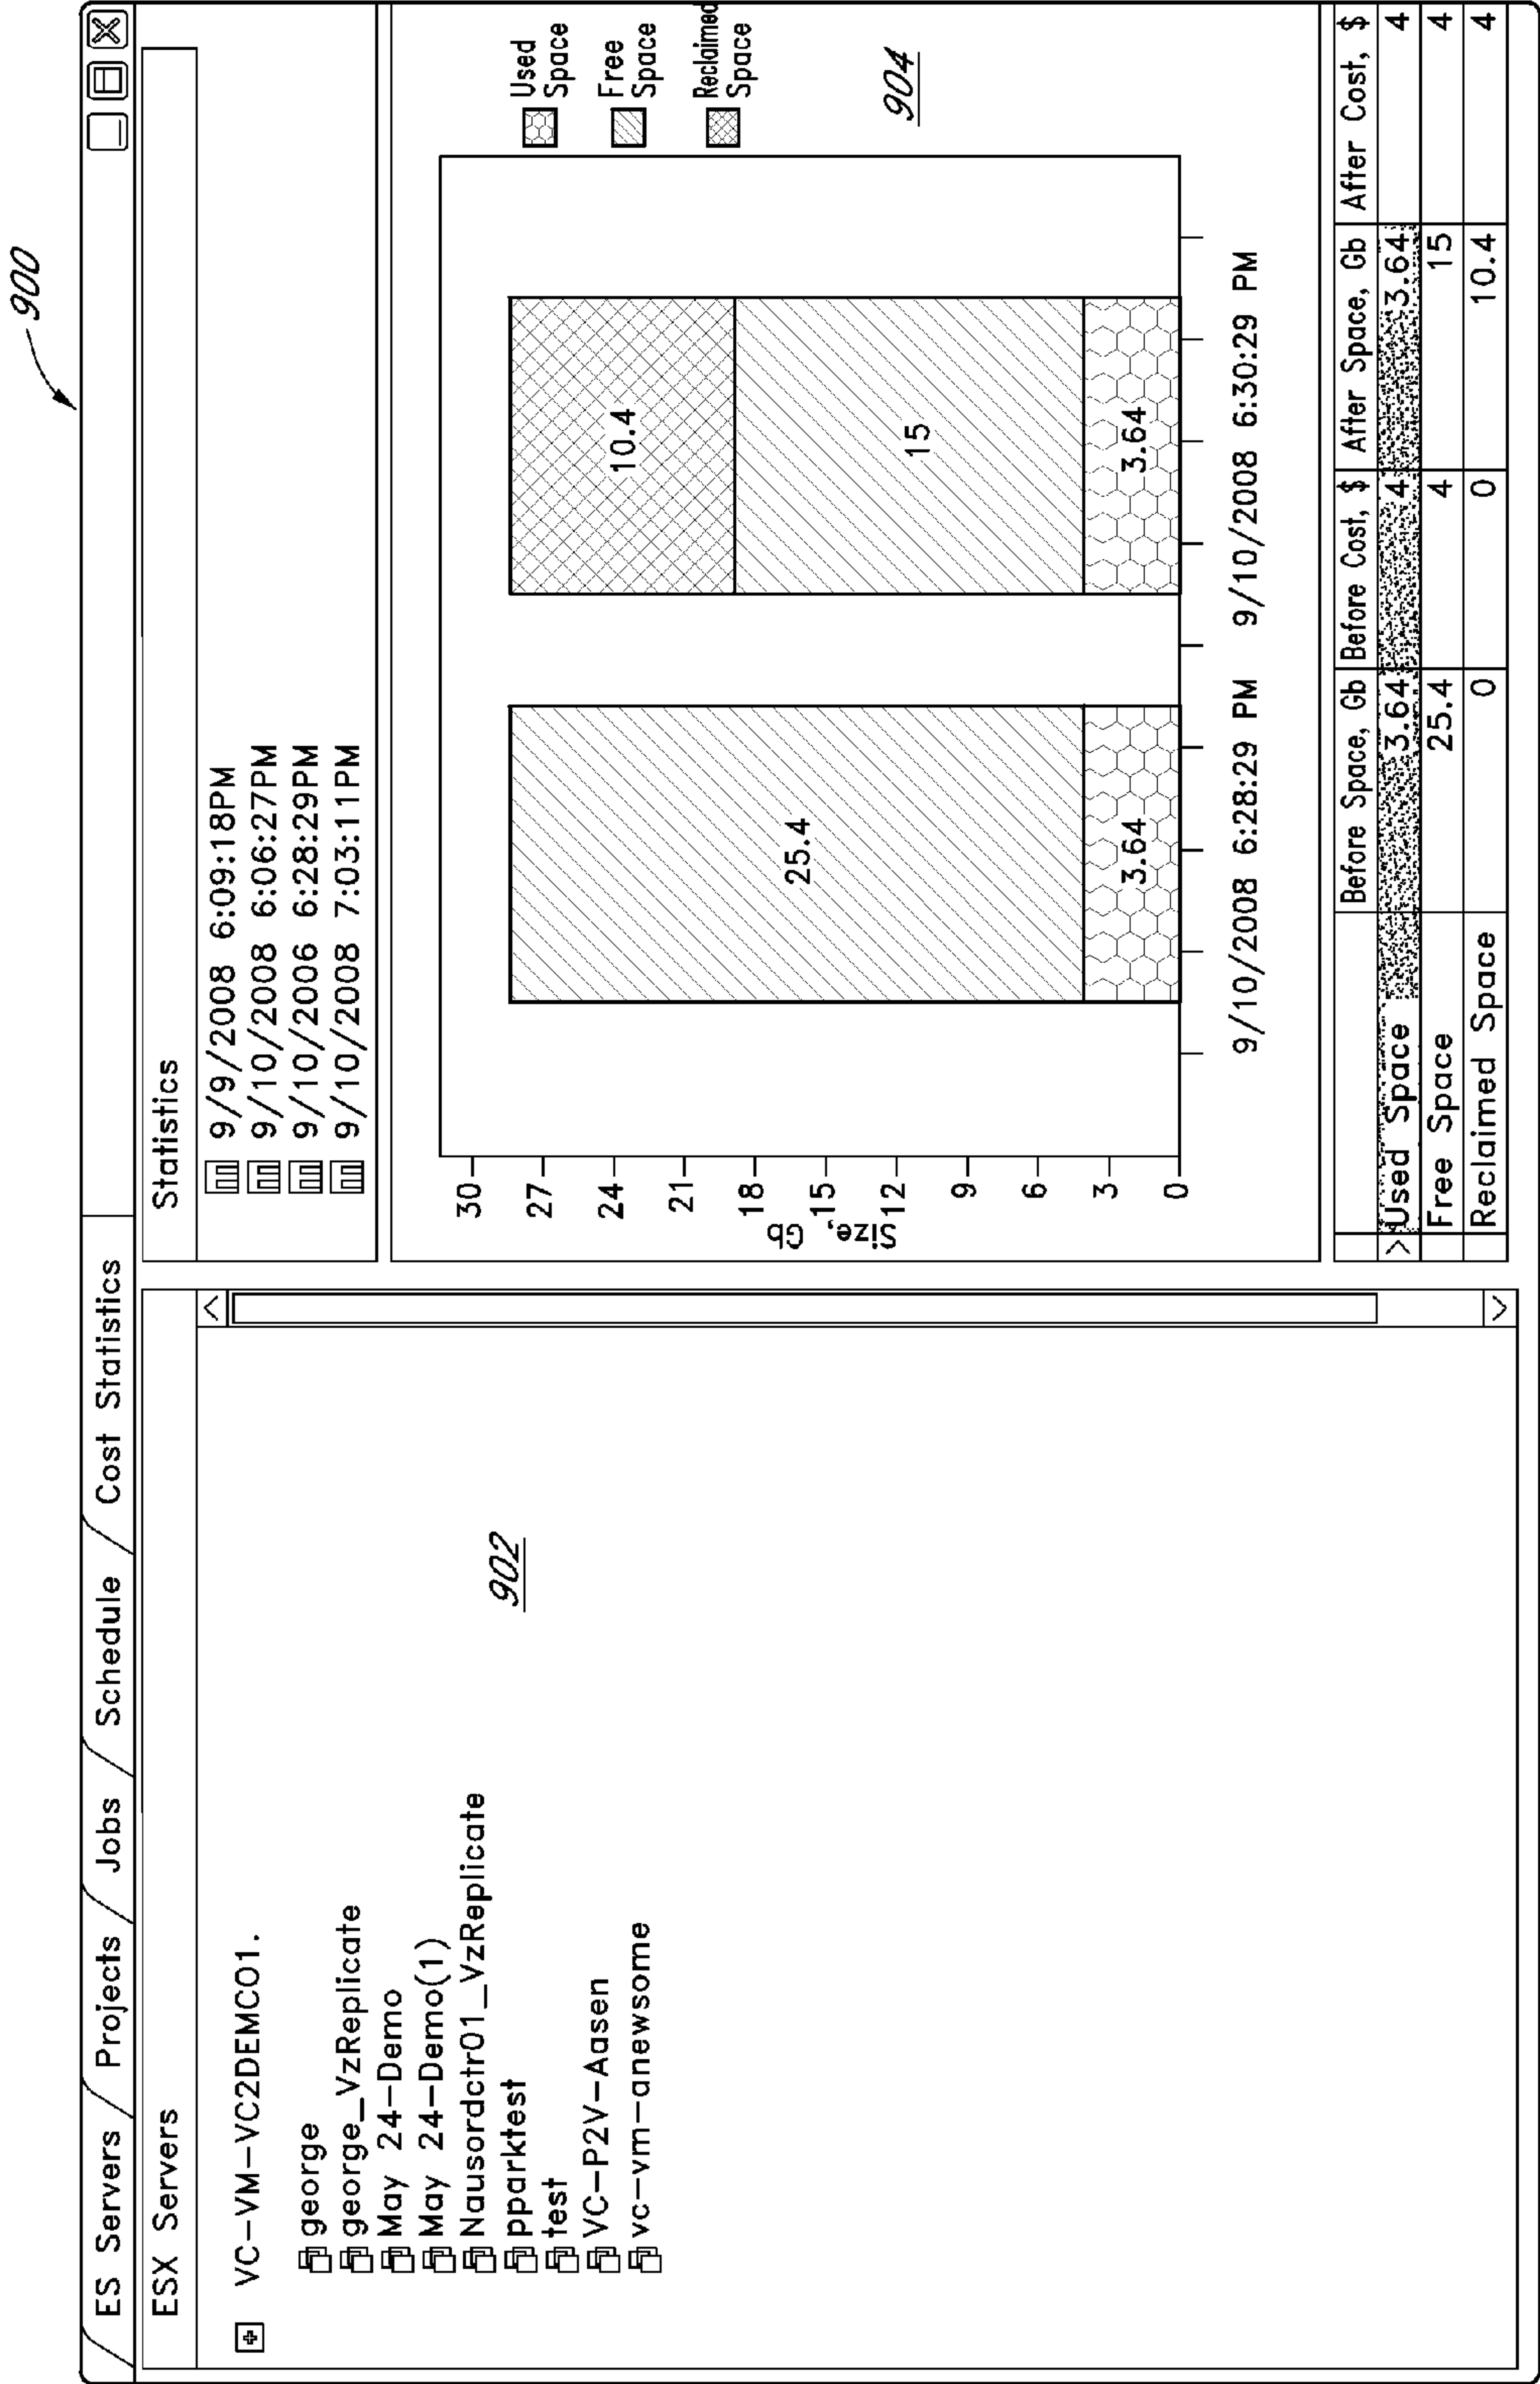 900
ES Servers Projects Jobs Schedule Cost Statistics
ESX Servers
VC-VM-VC2DEMC01.
george
george_VzReplicate
May 24-Demo
May 24-Demo(1)
Nausordctr01_VzReplicate
pparktest
test
VC-P2V-Aasen
vc-vm-anewsome
902
Statistics
9/9/2008 6:09:18PM
9/10/2008 6:06:27PM
9/10/2006 6:28:29PM
9/10/2008 7:03:11PM
Size, Gb
30
27
24
21
18
15
12
9
6
3
0
25.4
3.64
10.4
15
3.64
9/10/2008 6:28:29 PM 9/10/2008 6:30:29 PM
Used
Space
Free
Space
Reclaimed
Space
904
Before Space, Gb Before Cost, $ After Space, Gb After Cost, $
>Used Space 3.64 4 3.64 4
Free Space 25.4 4 15 4
Reclaimed Space 0 0 10.4 4